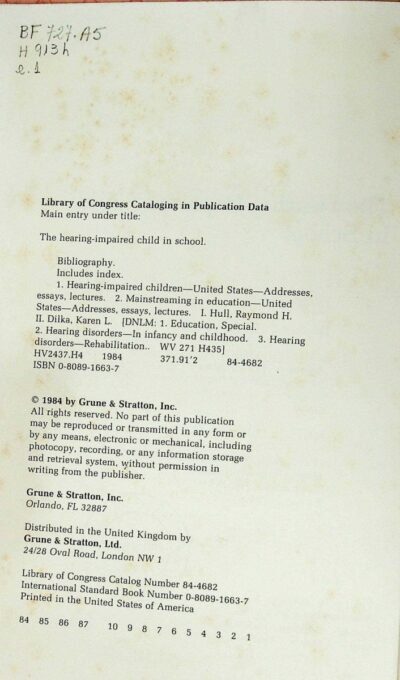 BF 727.A5
H 913h
e.1
Library of Congress Cataloging in Publication Data
Main entry under title:
The hearing-impaired child in school.
Bibliography.
Includes index.
1. Hearing-impaired children—United States—Addresses,
essays, lectures. 2. Mainstreaming in education—United
States—Addresses, essays, lectures. I. Hull, Raymond H.
II. Dilka, Karen L. [DNLM: 1. Education, Special.
2. Hearing disorders—In infancy and childhood. 3. Hearing
disorders—Rehabilitation.. WV 271 H435]
HV2437.H4 1984 371.91'2 84-4682
ISBN 0-8089-1663-7
© 1984 by Grune & Stratton, Inc.
All rights reserved. No part of this publication
may be reproduced or transmitted in any form or
by any means, electronic or mechanical, including
photocopy, recording, or any information storage
and retrieval system, without permission in
writing from the publisher.
Grune & Stratton, Inc.
Orlando, FL 32887
Distributed in the United Kingdom by
Grune & Stratton, Ltd.
24/28 Oval Road, London NW 1
Library of Congress Catalog Number 84-4682
International Standard Book Number 0-8089-1663-7
Printed in the United States of America
84 85 86 87 10 9 8 7 6 5 4 3 2 1